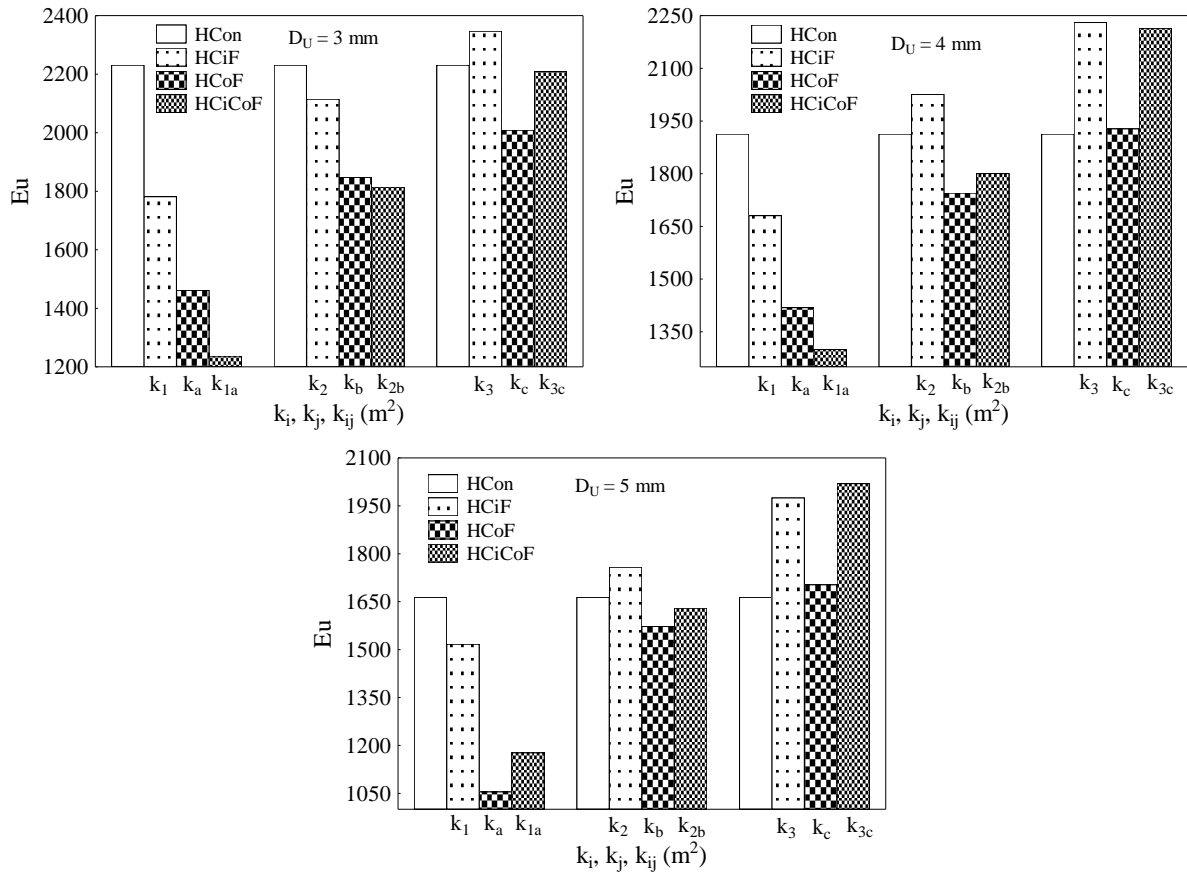 2400
2200
2000
1800
1600
1400
1200
Eu
HCon
HCiF
HCoF
HCiCoF
D_U = 3 mm
k_1 k_a k_1a k_2 k_b k_2b k_3 k_c k_3c
k_i, k_j, k_ij (m²)
2250
2100
1950
1800
1650
1500
1350
Eu
HCon
HCiF
HCoF
HCiCoF
D_U = 4 mm
k_1 k_a k_1a k_2 k_b k_2b k_3 k_c k_3c
k_i, k_j, k_ij (m²)
2100
1950
1800
1650
1500
1350
1200
1050
Eu
HCon
HCiF
HCoF
HCiCoF
D_U = 5 mm
k_1 k_a k_1a k_2 k_b k_2b k_3 k_c k_3c
k_i, k_j, k_ij (m²)